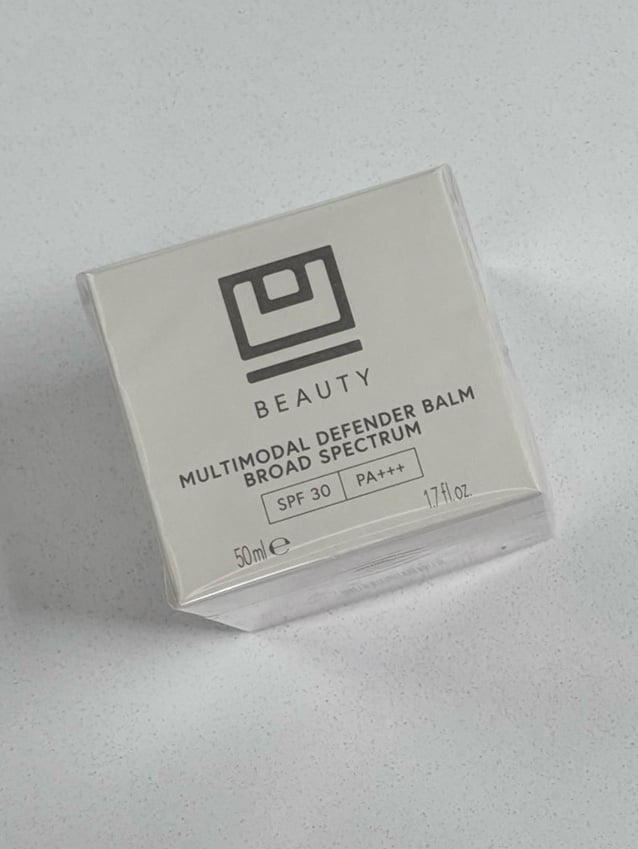 BEAUTY
MULTIMODAL DEFENDER BALM
BROAD SPECTRUM
SPF 30 PA+++
50ml ℮ 1.7 fl.oz.